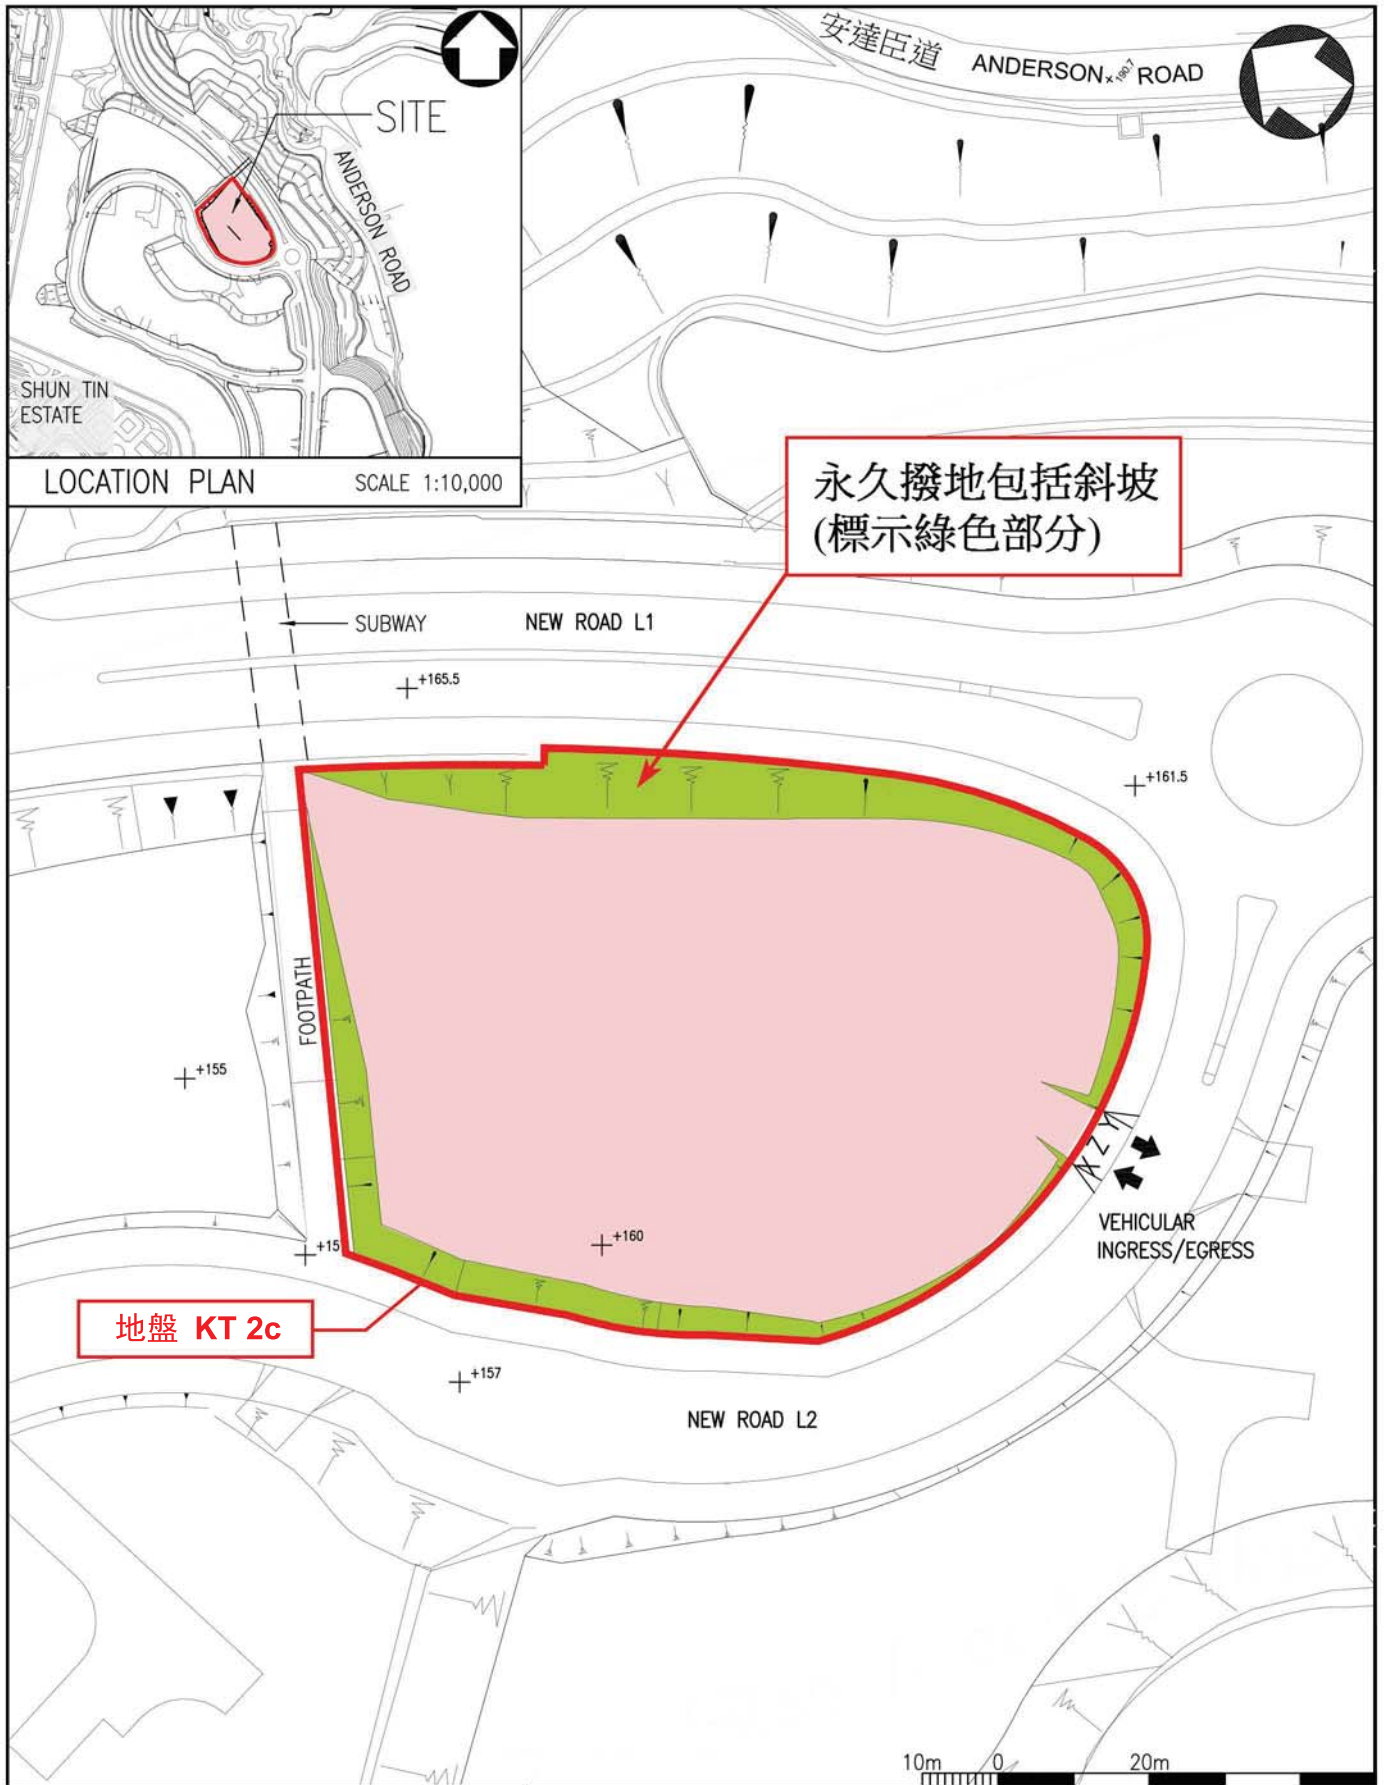 安達臣道 ANDERSON ROAD
+190.7
SITE
ANDERSON ROAD
SHUN TIN
ESTATE
LOCATION PLAN
SCALE 1:10,000
永久撥地包括斜坡
(標示綠色部分)
SUBWAY
NEW ROAD L1
+165.5
+161.5
FOOTPATH
+155
X Z Y
VEHICULAR
INGRESS/EGRESS
+160
+15
地盤 KT 2c
+157
NEW ROAD L2
10m 0 20m